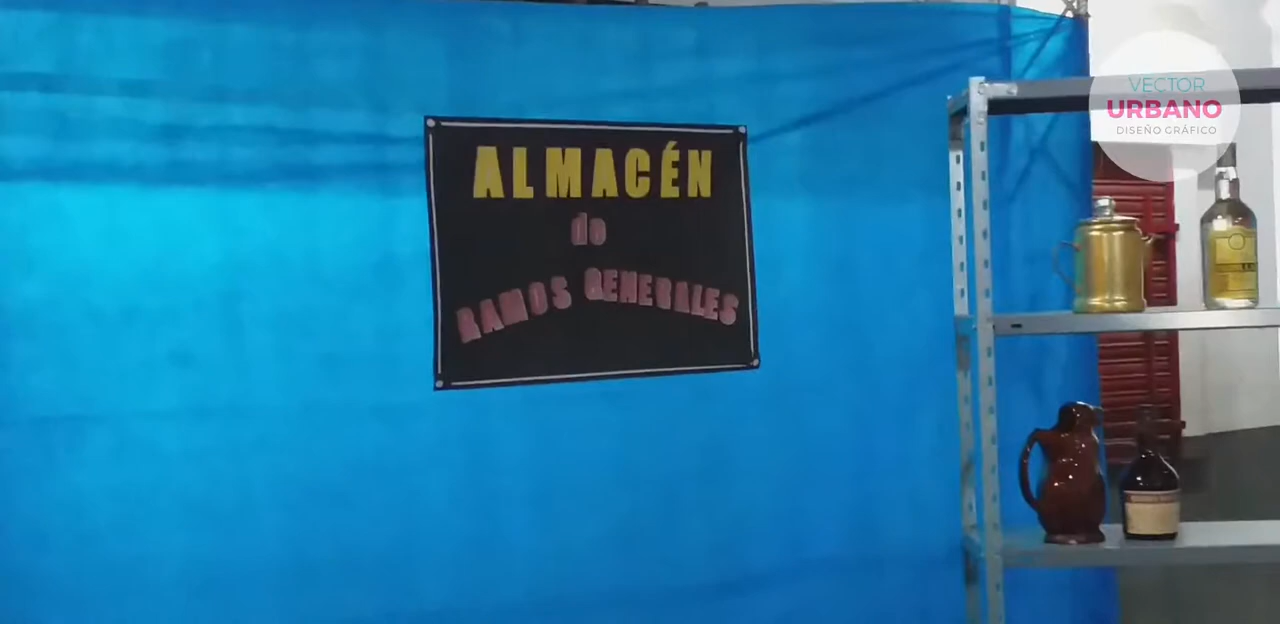 ALMACÉN
de
RAMOS GENERALES
VECTOR
URBANO
DISEÑO GRÁFICO